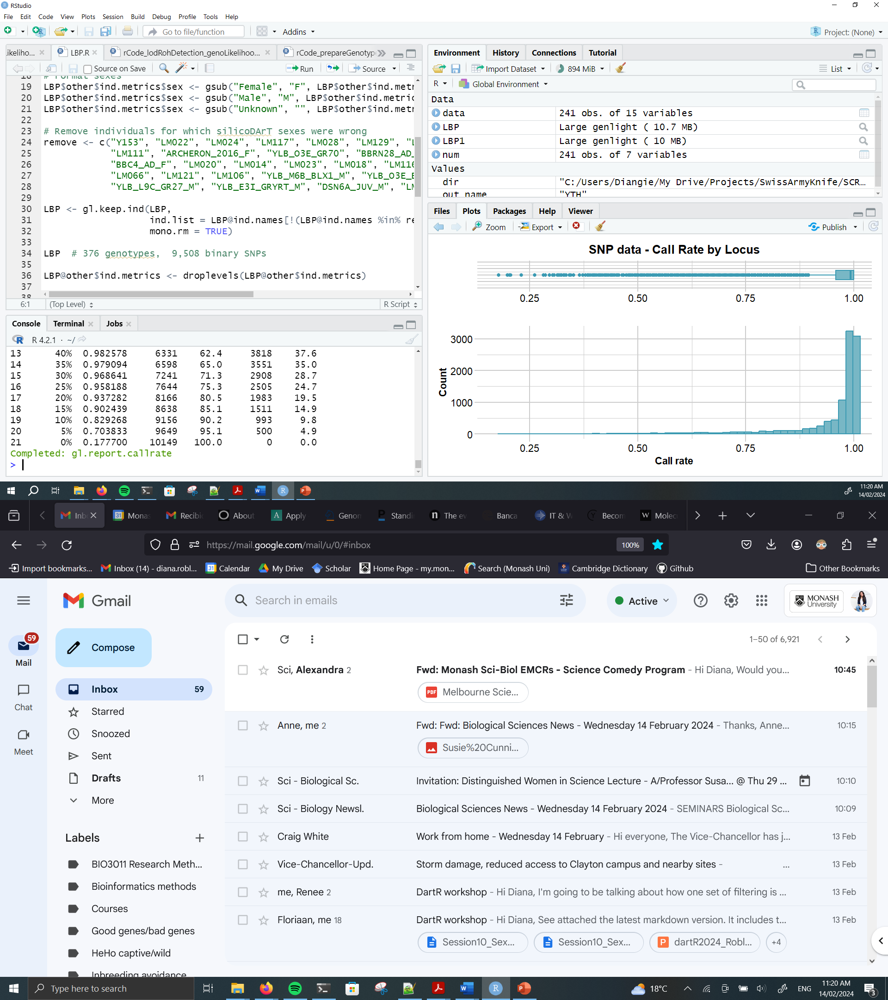 RStudio
File Edit Code View Plots Session Build Debug Profile Tools Help
Go to file/function Addins Project: (None)
ikeliho... LBP.R rCode_lodRohDetection_genoLikelihoo... rCode_prepareGenotyp
Source on Save Run Source
18 # Format sexes
19 LBP$other$ind.metrics$sex <- gsub("Female", "F", LBP$other$ind.metr
20 LBP$other$ind.metrics$sex <- gsub("Male", "M", LBP$other$ind.metric
21 LBP$other$ind.metrics$sex <- gsub("Unknown", "", LBP$other$ind.metr
22
23 # Remove individuals for which silicoDArT sexes were wrong
24 remove <- c("Y153", "LM022", "LM024", "LM117", "LM028", "LM129", "L
25 "LM111", "ARCHERON_2016_F", "YLB_O3E_GR70", "BBRN28_AD_
26 "BBC4_AD_F", "LM020", "LM014", "LM023", "LM018", "LM116
27 "LM066", "LM121", "LM106", "YLB_M6B_BLX1_M", "YLB_O3E_B
28 "YLB_L9C_GR27_M", "YLB_E3I_GRYRT_M", "DSN6A_JUV_M", "LM
29
30 LBP <- gl.keep.ind(LBP,
31 ind.list = LBP@ind.names[!(LBP@ind.names %in% re
32 mono.rm = TRUE)
33
34 LBP # 376 genotypes, 9,508 binary SNPs
35
36 LBP@other$ind.metrics <- droplevels(LBP@other$ind.metrics)
37
38
6:1 (Top Level) R Script
Console Terminal Jobs
R 4.2.1 · ~/
13 40% 0.982578 6331 62.4 3818 37.6
14 35% 0.979094 6598 65.0 3551 35.0
15 30% 0.968641 7241 71.3 2908 28.7
16 25% 0.958188 7644 75.3 2505 24.7
17 20% 0.937282 8166 80.5 1983 19.5
18 15% 0.902439 8638 85.1 1511 14.9
19 10% 0.829268 9156 90.2 993 9.8
20 5% 0.703833 9649 95.1 500 4.9
21 0% 0.177700 10149 100.0 0 0.0
Completed: gl.report.callrate
>
Environment History Connections Tutorial
Import Dataset 894 MiB List
R Global Environment
Data
data 241 obs. of 15 variables
LBP Large genlight ( 10.7 MB)
LBP1 Large genlight ( 10 MB)
num 241 obs. of 7 variables
Values
dir "C:/Users/Diangie/My Drive/Projects/SwissArmyKnife/SCR...
out name "YTH"
Files Plots Packages Help Viewer
Zoom Export Publish
SNP data - Call Rate by Locus
0.25 0.50 0.75 1.00
3000
2000
1000
0
Count
0.25 0.50 0.75 1.00
Call rate
11:20 AM
14/02/2024
Inb Monas Recibi About Apply Genon Standi The ev Banca IT & W Becom Molec
https://mail.google.com/mail/u/0/#inbox 100%
Import bookmarks... Inbox (14) - diana.robl... Calendar My Drive Scholar Home Page - my.mon... Search (Monash Uni) Cambridge Dictionary Github Other Bookmarks
Gmail Search in emails Active MONASH University
59
Mail
Chat
Meet
Compose
Inbox 59
Starred
Snoozed
Sent
Drafts 11
More
Labels
BIO3011 Research Meth...
Bioinformatics methods
Courses
Good genes/bad genes
HeHo captive/wild
Inbreeding avoidance
1–50 of 6,921
Sci, Alexandra 2 Fwd: Monash Sci-Biol EMCRs - Science Comedy Program - Hi Diana, Would you... 10:45
PDF Melbourne Scie...
Anne, me 2 Fwd: Fwd: Biological Sciences News - Wednesday 14 February 2024 - Thanks, Anne... 10:15
Susie%20Cunni...
Sci - Biological Sc. Invitation: Distinguished Women in Science Lecture - A/Professor Susa... @ Thu 29 ... 10:10
Sci - Biology Newsl. Biological Sciences News - Wednesday 14 February 2024 - SEMINARS Biological Sc... 10:09
Craig White Work from home - Wednesday 14 February - Hi everyone, The Vice-Chancellor has j... 13 Feb
Vice-Chancellor-Upd. Storm damage, reduced access to Clayton campus and nearby sites - ... 13 Feb
me, Renee 2 DartR workshop - Hi Diana, I'm going to be talking about how one set of filtering is ... 13 Feb
Floriaan, me 18 DartR workshop - Hi Diana, See attached the latest markdown version. It includes t... 13 Feb
Session10_Sex... Session10_Sex... dartR2024_Robl... +4
Type here to search 18°C ENG 11:20 AM
14/02/2024 3